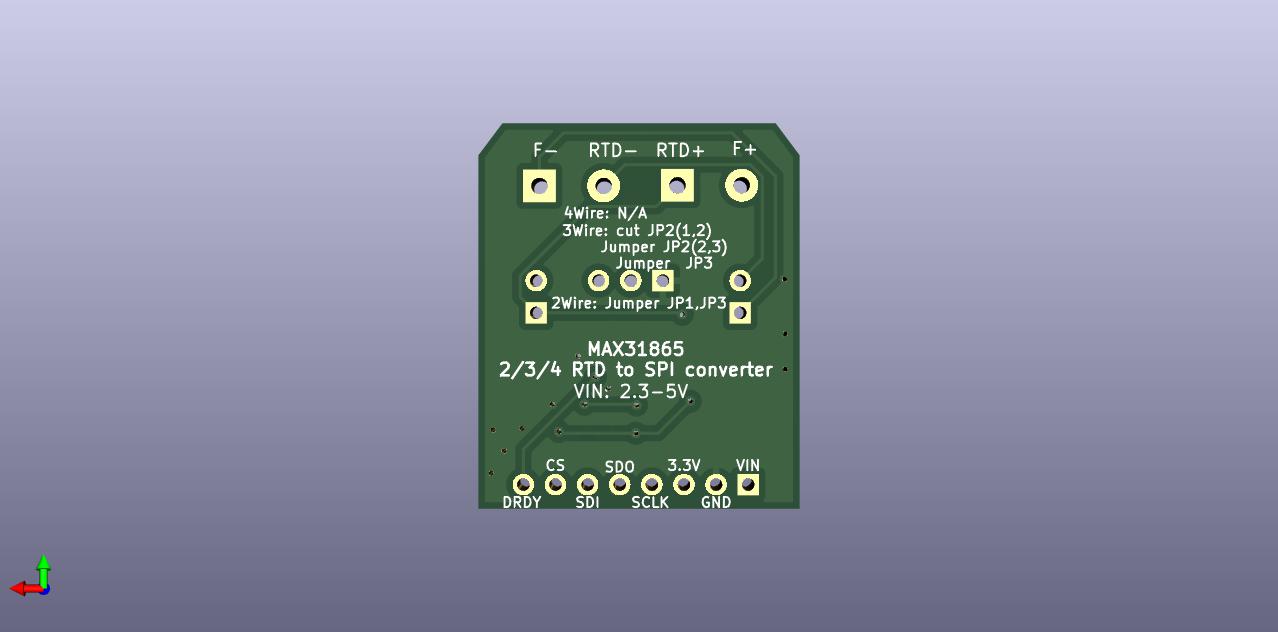 F- RTD- RTD+ F+
4Wire: N/A
3Wire: cut JP2(1,2)
Jumper JP2(2,3)
Jumper JP3
2Wire: Jumper JP1,JP3
MAX31865
2/3/4 RTD to SPI converter
VIN: 2.3-5V
CS SDO 3.3V VIN
DRDY SDI SCLK GND